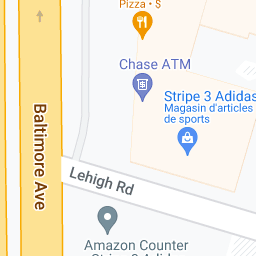 Pizza • $
Chase ATM
Stripe 3 Adidas
Magasin d'articles
de sports
Baltimore Ave
Lehigh Rd
Amazon Counter